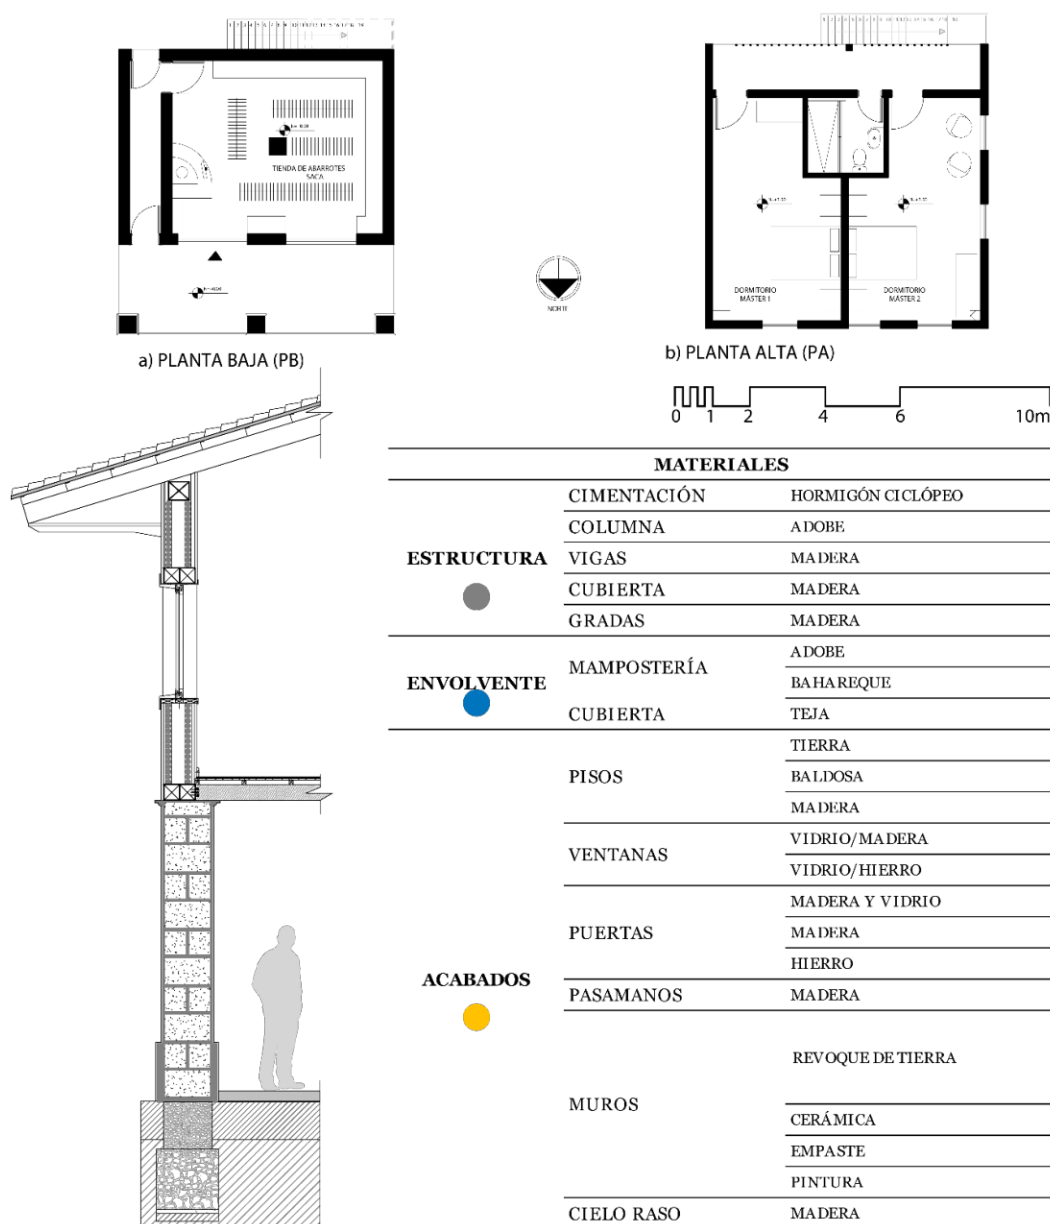 TIENDA DE ABARROTES
SACA
DORMITORIO
MÁSTER 1
DORMITORIO
MÁSTER 2
NORTE
a) PLANTA BAJA (PB)
b) PLANTA ALTA (PA)
0 1 2 4 6 10m
MATERIALES
ESTRUCTURA
CIMENTACIÓN HORMIGÓN CICLÓPEO
COLUMNA ADOBE
VIGAS MADERA
CUBIERTA MADERA
GRADAS MADERA
ENVOLVENTE
MAMPOSTERÍA ADOBE
BAHAREQUE
CUBIERTA TEJA
ACABADOS
PISOS TIERRA
BALDOSA
MADERA
VENTANAS VIDRIO/MADERA
VIDRIO/HIERRO
PUERTAS MADERA Y VIDRIO
MADERA
HIERRO
PASAMANOS MADERA
MUROS REVOQUE DE TIERRA
CERÁMICA
EMPASTE
PINTURA
CIELO RASO MADERA